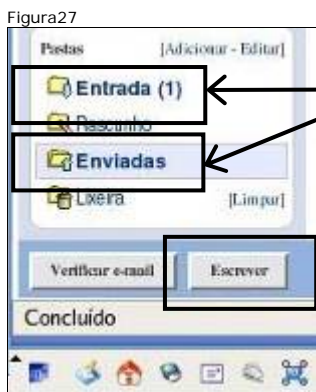 Figura27
Pastas [Adicionar - Editar]
Entrada (1)
Rascunho
Enviadas
Lixeira [Limpar]
Verificar e-mail Escrever
Concluído